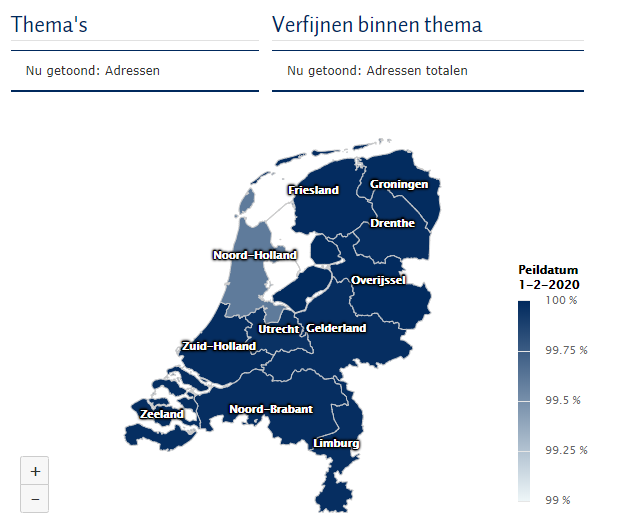 Thema's
Verfijnen binnen thema
Nu getoond: Adressen
Nu getoond: Adressen totalen
Friesland
Groningen
Drenthe
Noord-Holland
Overijssel
Utrecht
Gelderland
Zuid-Holland
Zeeland
Noord-Brabant
Limburg
Peildatum
1-2-2020
100 %
99.75 %
99.5 %
99.25 %
99 %
+
−